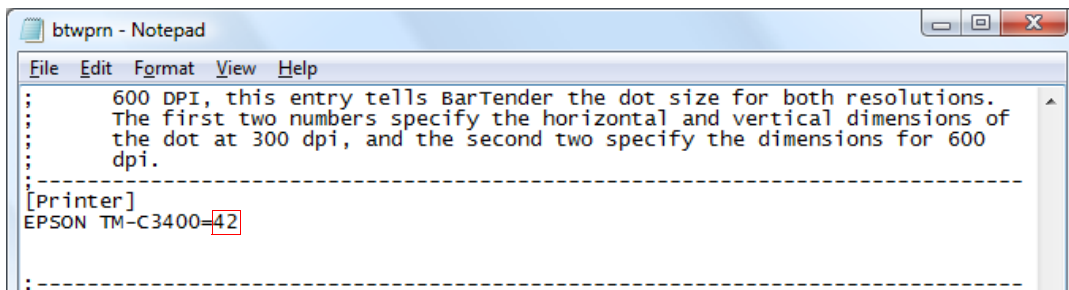 btwprn - Notepad
File Edit Format View Help
; 600 DPI, this entry tells BarTender the dot size for both resolutions.
; The first two numbers specify the horizontal and vertical dimensions of
; the dot at 300 dpi, and the second two specify the dimensions for 600
; dpi.
;-----------------------------------------------------------------------------
[Printer]
EPSON TM-C3400=42
;-----------------------------------------------------------------------------